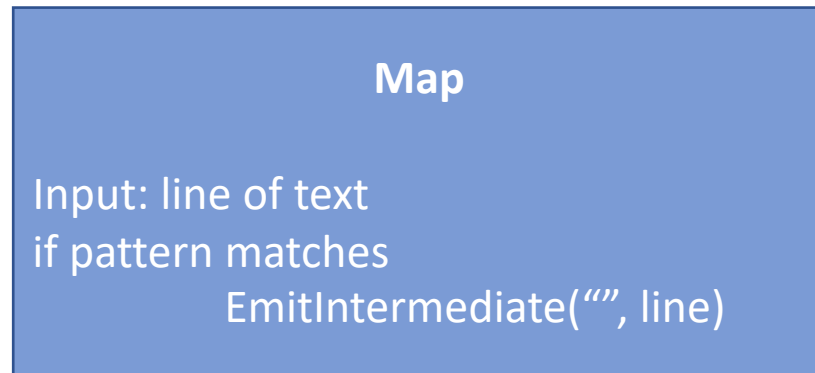 Map
Input: line of text
if pattern matches
EmitIntermediate(“”, line)